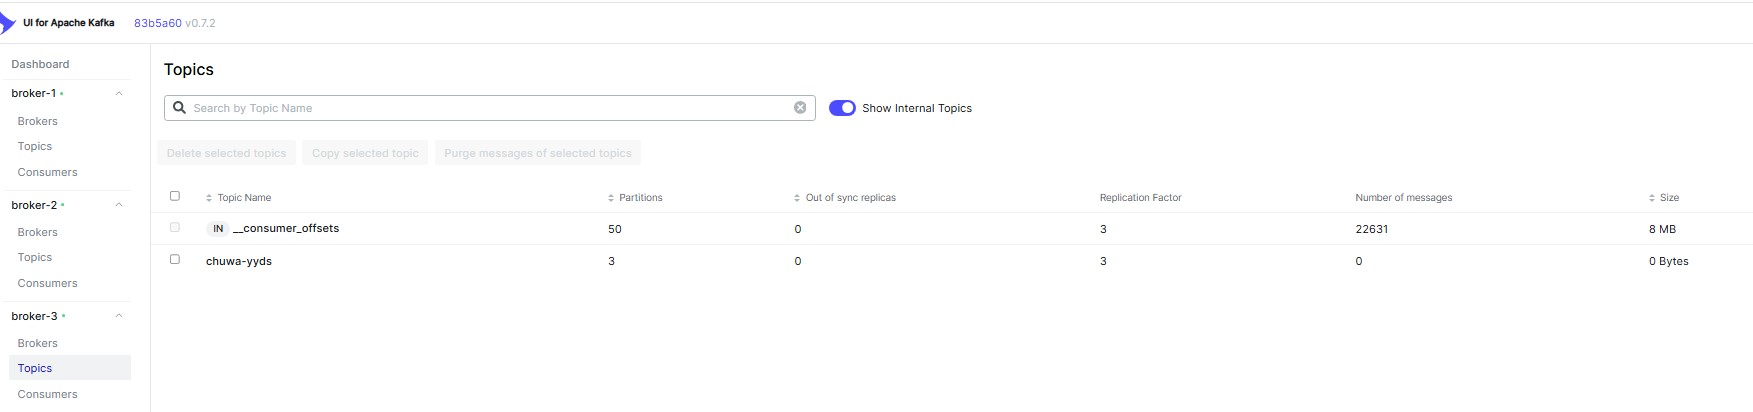 UI for Apache Kafka 83b5a60 v0.7.2
Dashboard
broker-1
Brokers
Topics
Consumers
broker-2
Brokers
Topics
Consumers
broker-3
Brokers
Topics
Consumers
Topics
Search by Topic Name
Show Internal Topics
Delete selected topics Copy selected topic Purge messages of selected topics
Topic Name Partitions Out of sync replicas Replication Factor Number of messages Size
IN __consumer_offsets 50 0 3 22631 8 MB
chuwa-yyds 3 0 3 0 0 Bytes